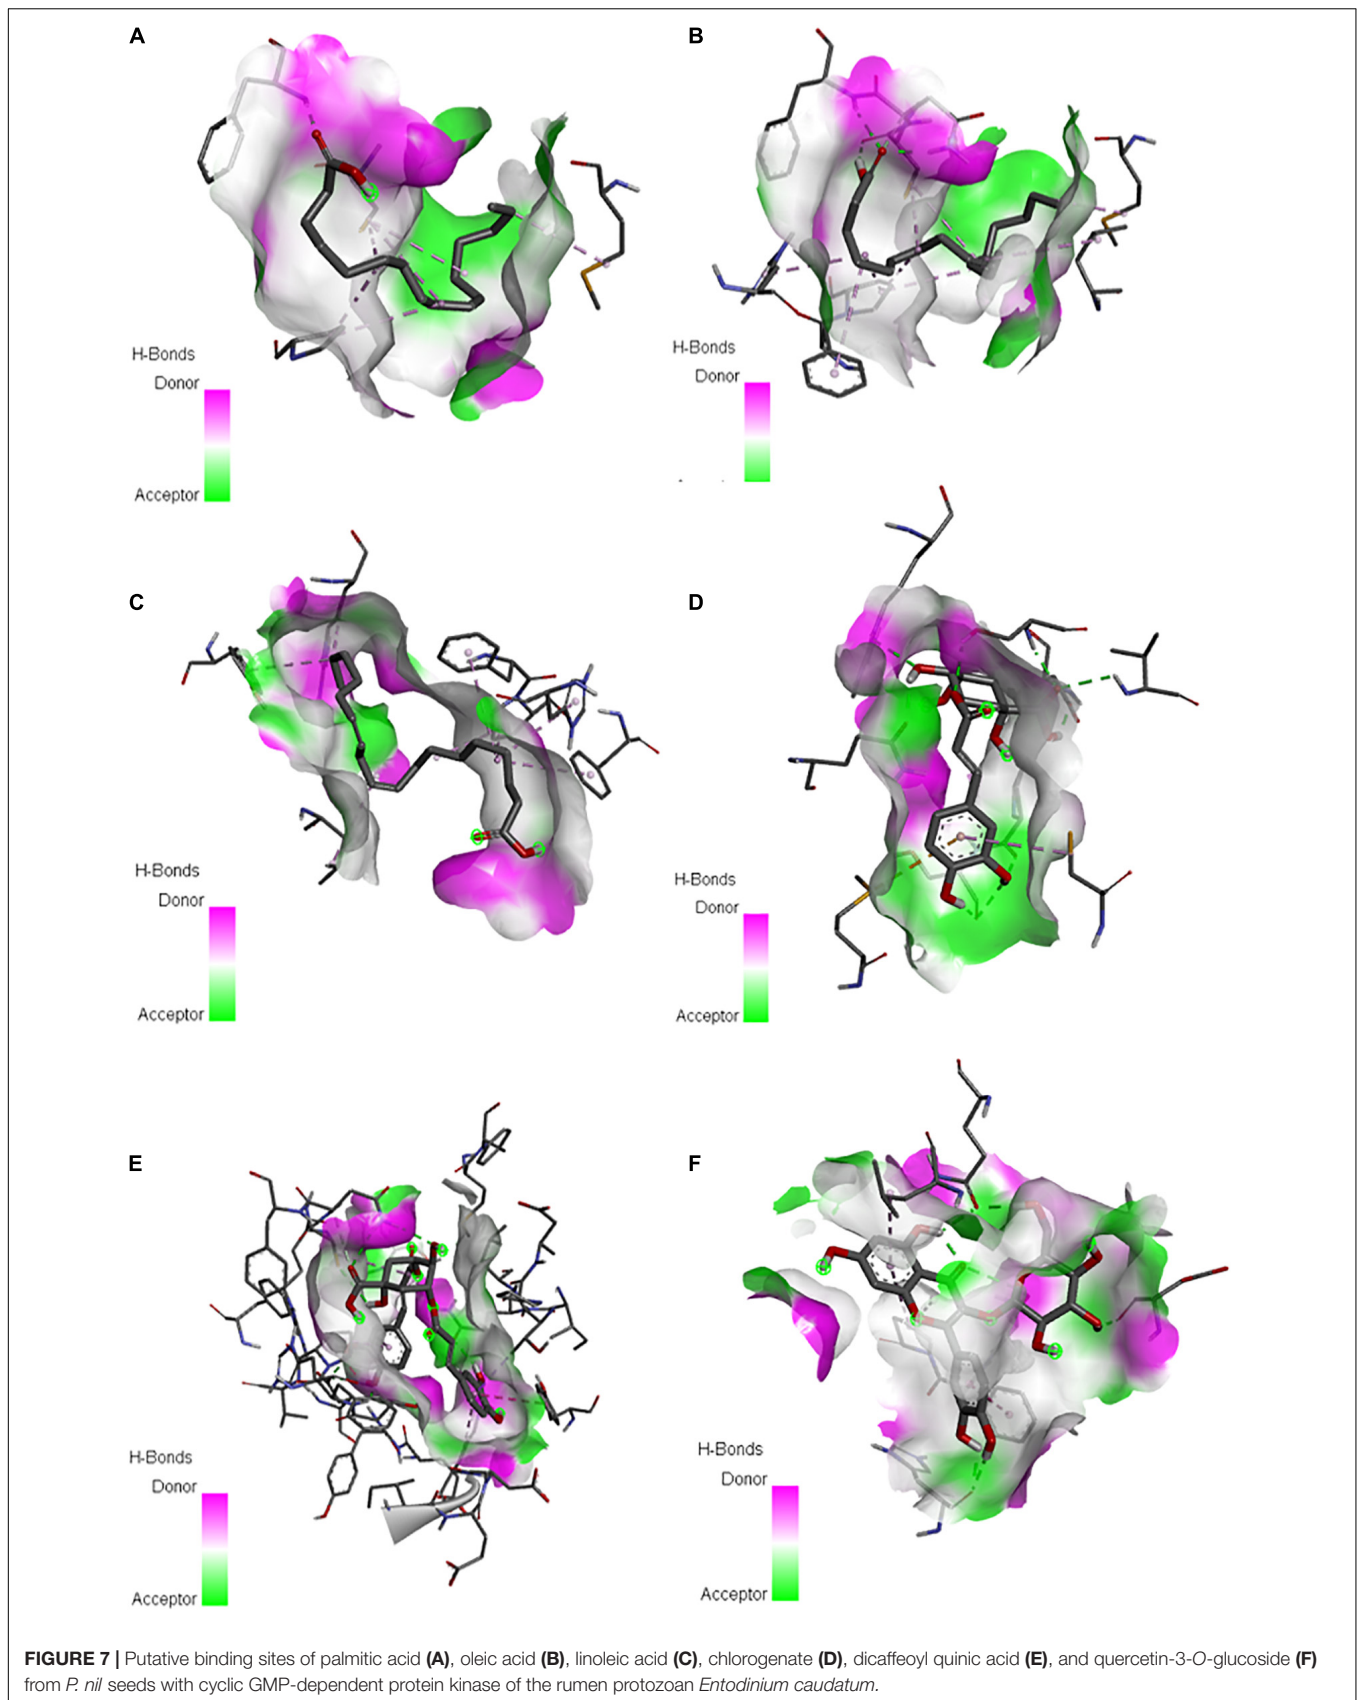 A
B
H-Bonds
Donor
Acceptor
H-Bonds
Donor
C
D
H-Bonds
Donor
Acceptor
H-Bonds
Donor
Acceptor
E
F
H-Bonds
Donor
Acceptor
H-Bonds
Donor
Acceptor
FIGURE 7 | Putative binding sites of palmitic acid (A), oleic acid (B), linoleic acid (C), chlorogenate (D), dicaffeoyl quinic acid (E), and quercetin-3-O-glucoside (F)
from P. nil seeds with cyclic GMP-dependent protein kinase of the rumen protozoan Entodinium caudatum.